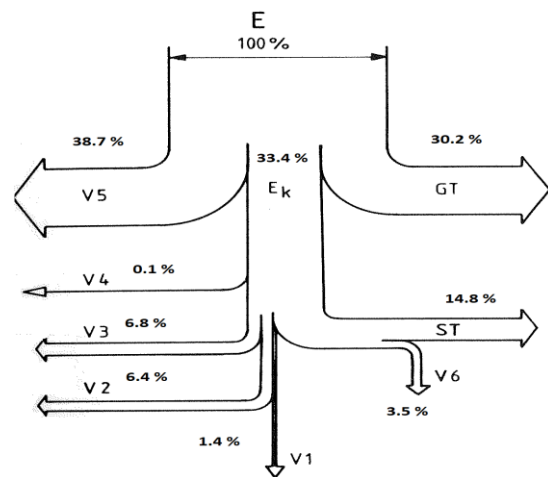 E
100 %
38.7 %
33.4 %
30.2 %
V5
Ek
GT
0.1 %
V4
14.8 %
6.8 %
V3
ST
6.4 %
V2
V6
3.5 %
1.4 %
V1